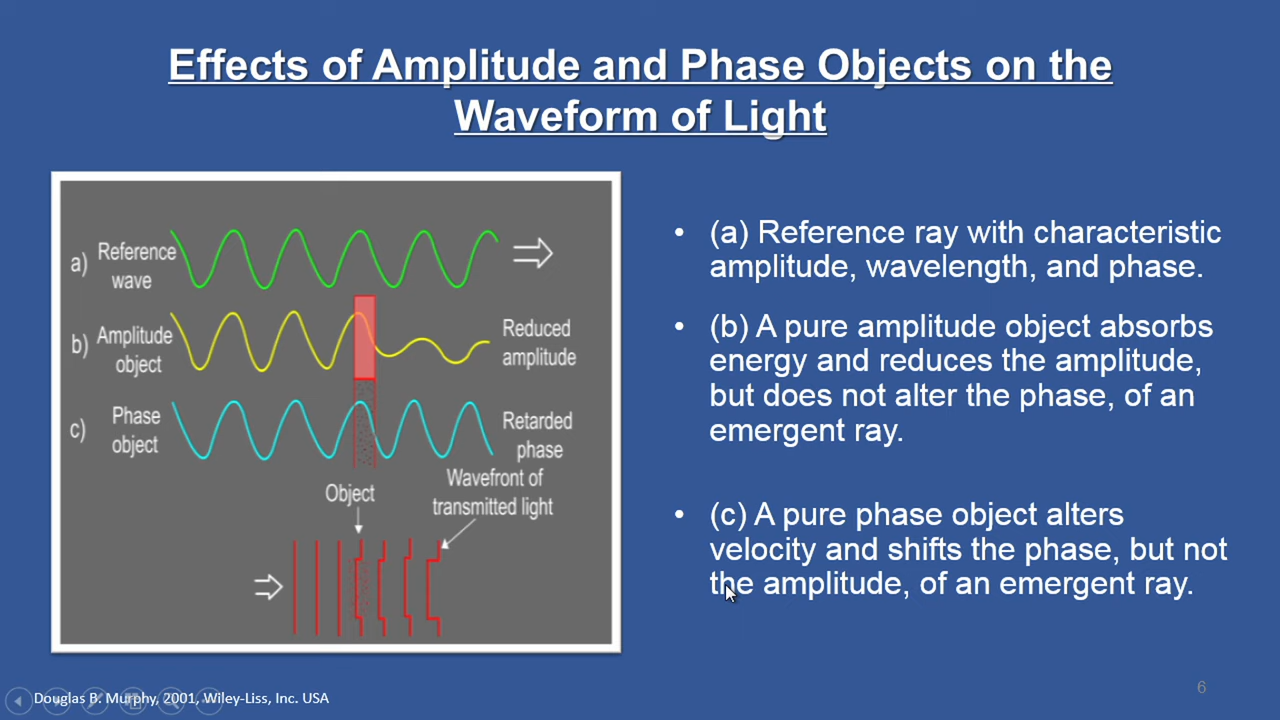 Effects of Amplitude and Phase Objects on the
Waveform of Light
a) Reference
wave
b) Amplitude
object
Reduced
amplitude
c) Phase
object
Retarded
phase
Object
Wavefront of
transmitted light
• (a) Reference ray with characteristic
amplitude, wavelength, and phase.
• (b) A pure amplitude object absorbs
energy and reduces the amplitude,
but does not alter the phase, of an
emergent ray.
• (c) A pure phase object alters
velocity and shifts the phase, but not
the amplitude, of an emergent ray.
Douglas B. Murphy, 2001, Wiley-Liss, Inc. USA
6